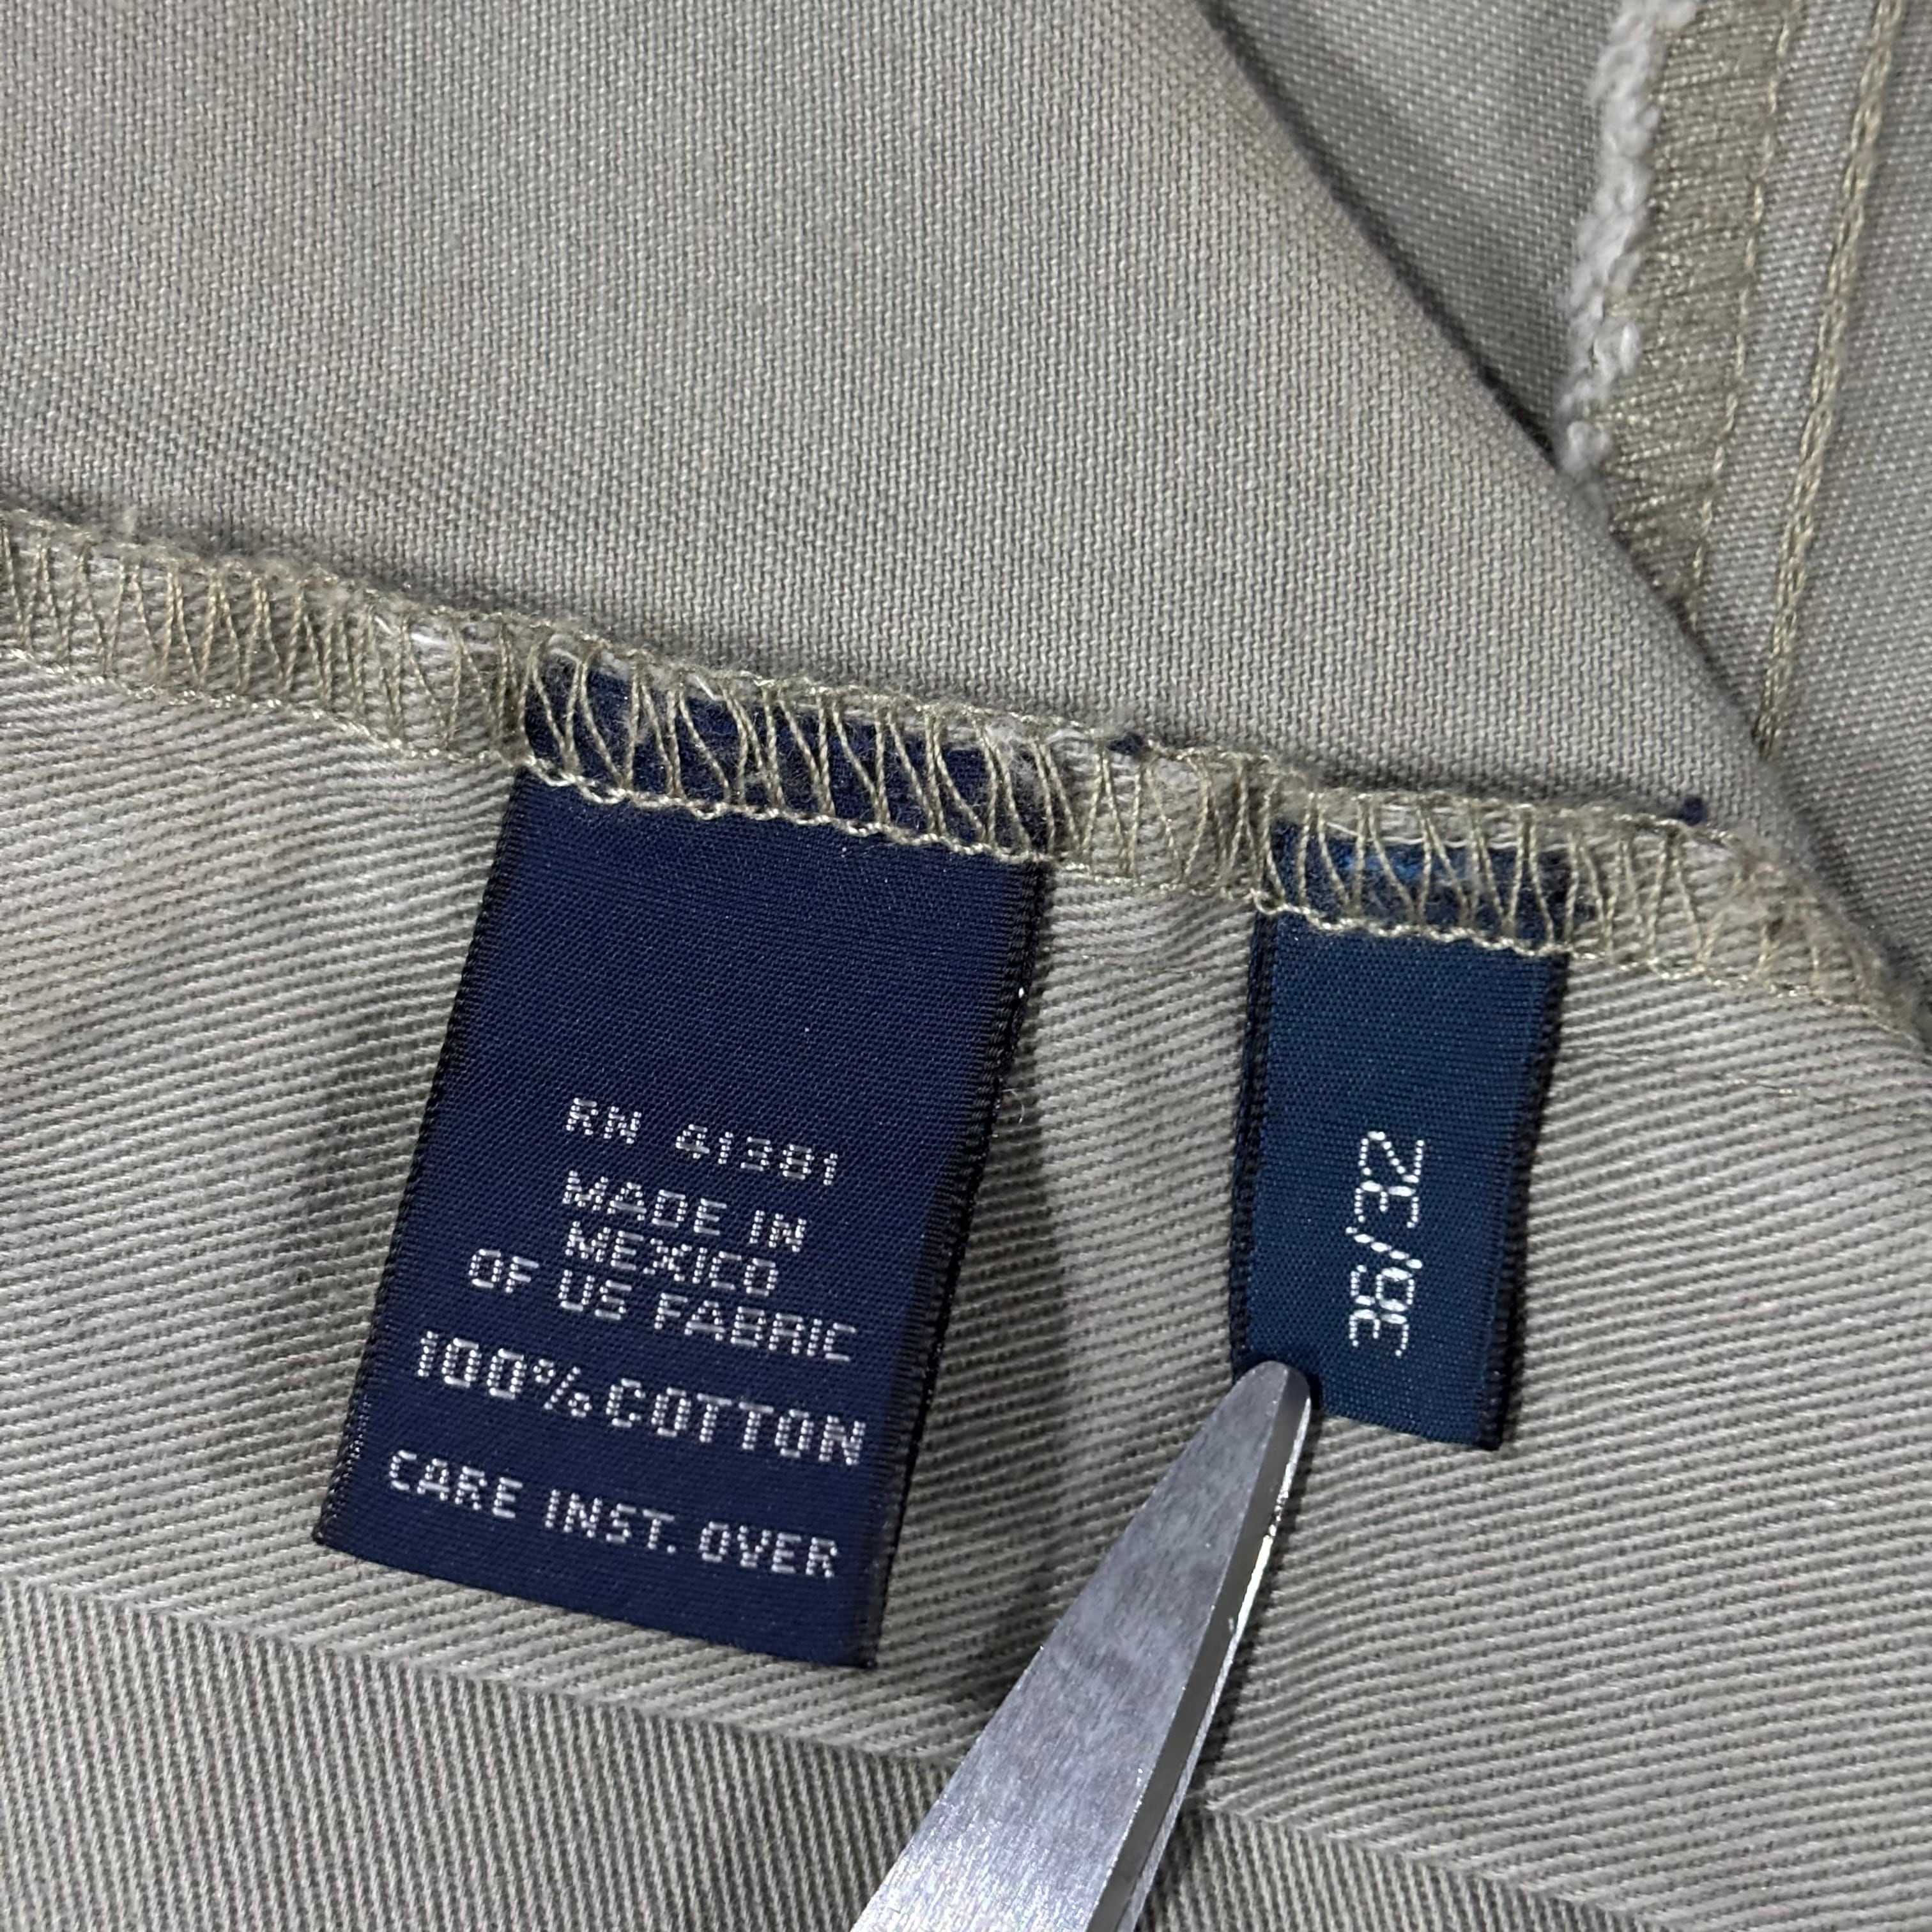 RN 41381
MADE IN
MEXICO
OF US FABRIC
100% COTTON
CARE INST. OVER
36/32